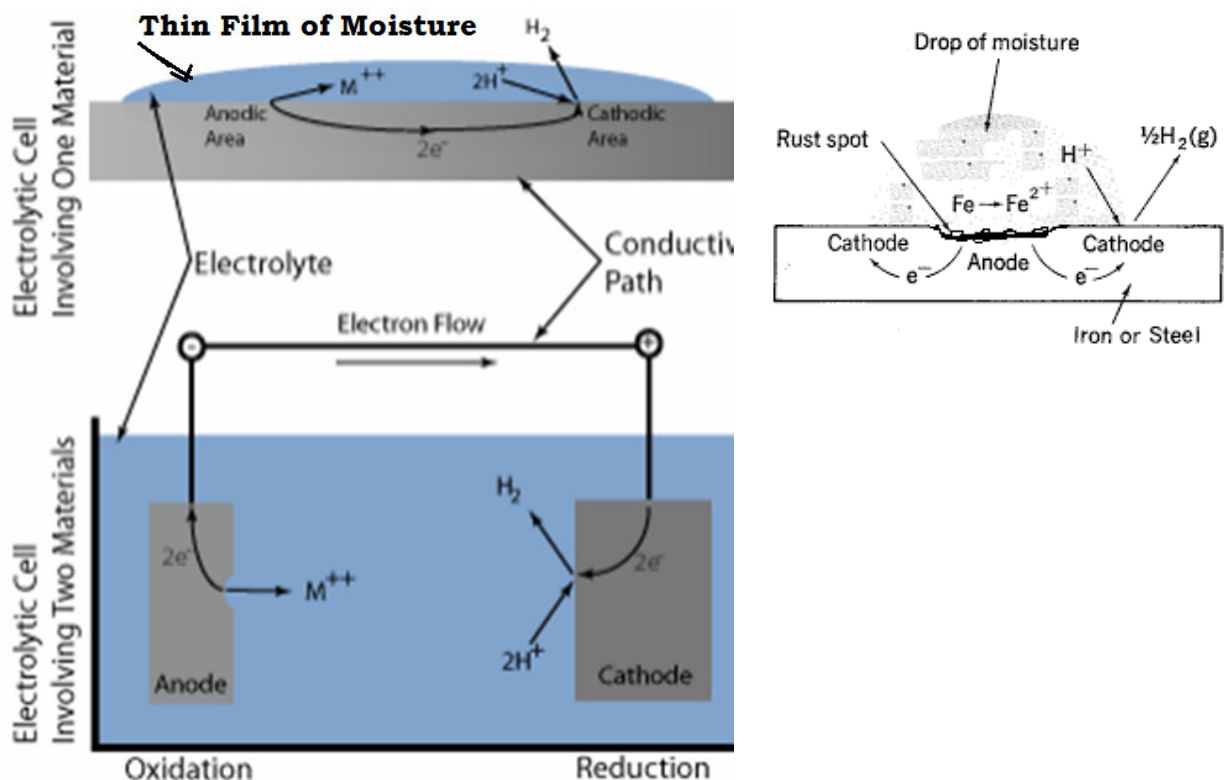 Thin Film of Moisture
Electrolytic Cell
Involving One Material
H₂
M⁺⁺
2H⁺
Anodic
Area
Cathodic
Area
2e⁻
Electrolyte
Conductiv
Path
Electron Flow
-
+
Electrolytic Cell
Involving Two Materials
H₂
2e⁻
2e⁻
M⁺⁺
2H⁺
Anode
Cathode
Oxidation
Reduction
Drop of moisture
Rust spot
H⁺
½H₂(g)
Fe→Fe²⁺
Cathode
Anode
Cathode
e⁻
e⁻
Iron or Steel